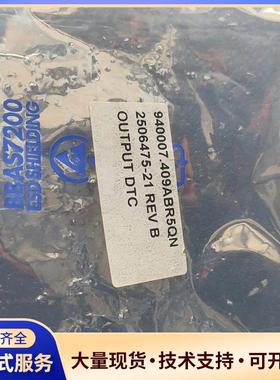 BBAS7200
ESD SHIELDING
940007.409ABR5QN
2506475-21 REV B
OUTPUT DTC
齐全
式服务
大量现货·技术支持·可开